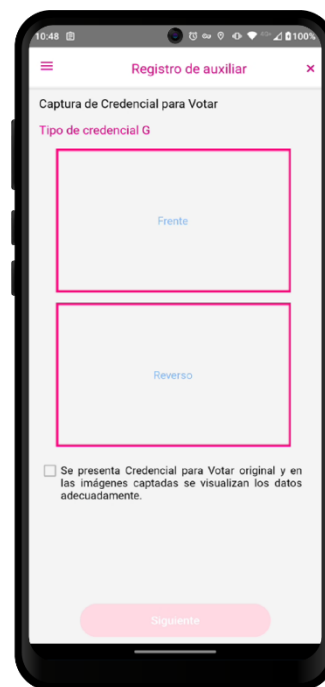 10:48 100%
Registro de auxiliar ×
Captura de Credencial para Votar
Tipo de credencial G
Frente
Reverso
Se presenta Credencial para Votar original y en
las imágenes captadas se visualizan los datos
adecuadamente.
Siguiente